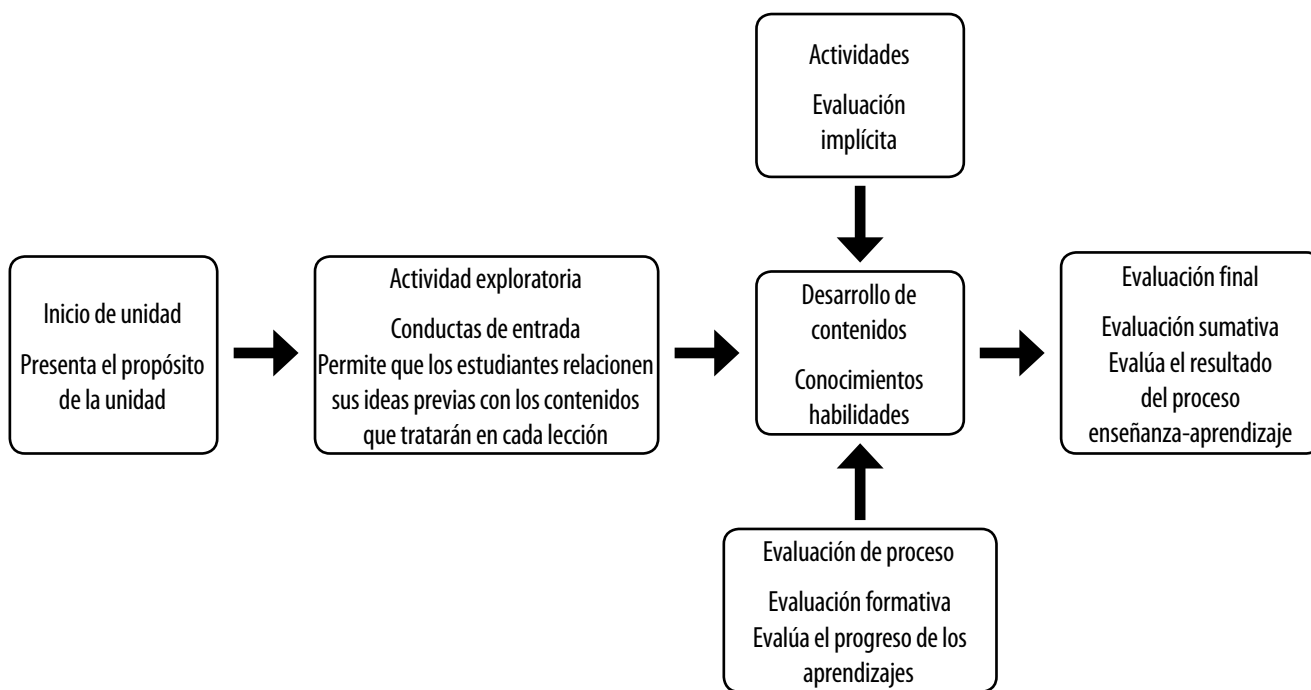 Actividades
Evaluación
implícita
Inicio de unidad
Presenta el propósito
de la unidad
Actividad exploratoria
Conductas de entrada
Permite que los estudiantes relacionen
sus ideas previas con los contenidos
que tratarán en cada lección
Desarrollo de
contenidos
Conocimientos
habilidades
Evaluación final
Evaluación sumativa
Evalúa el resultado
del proceso
enseñanza-aprendizaje
Evaluación de proceso
Evaluación formativa
Evalúa el progreso de los
aprendizajes